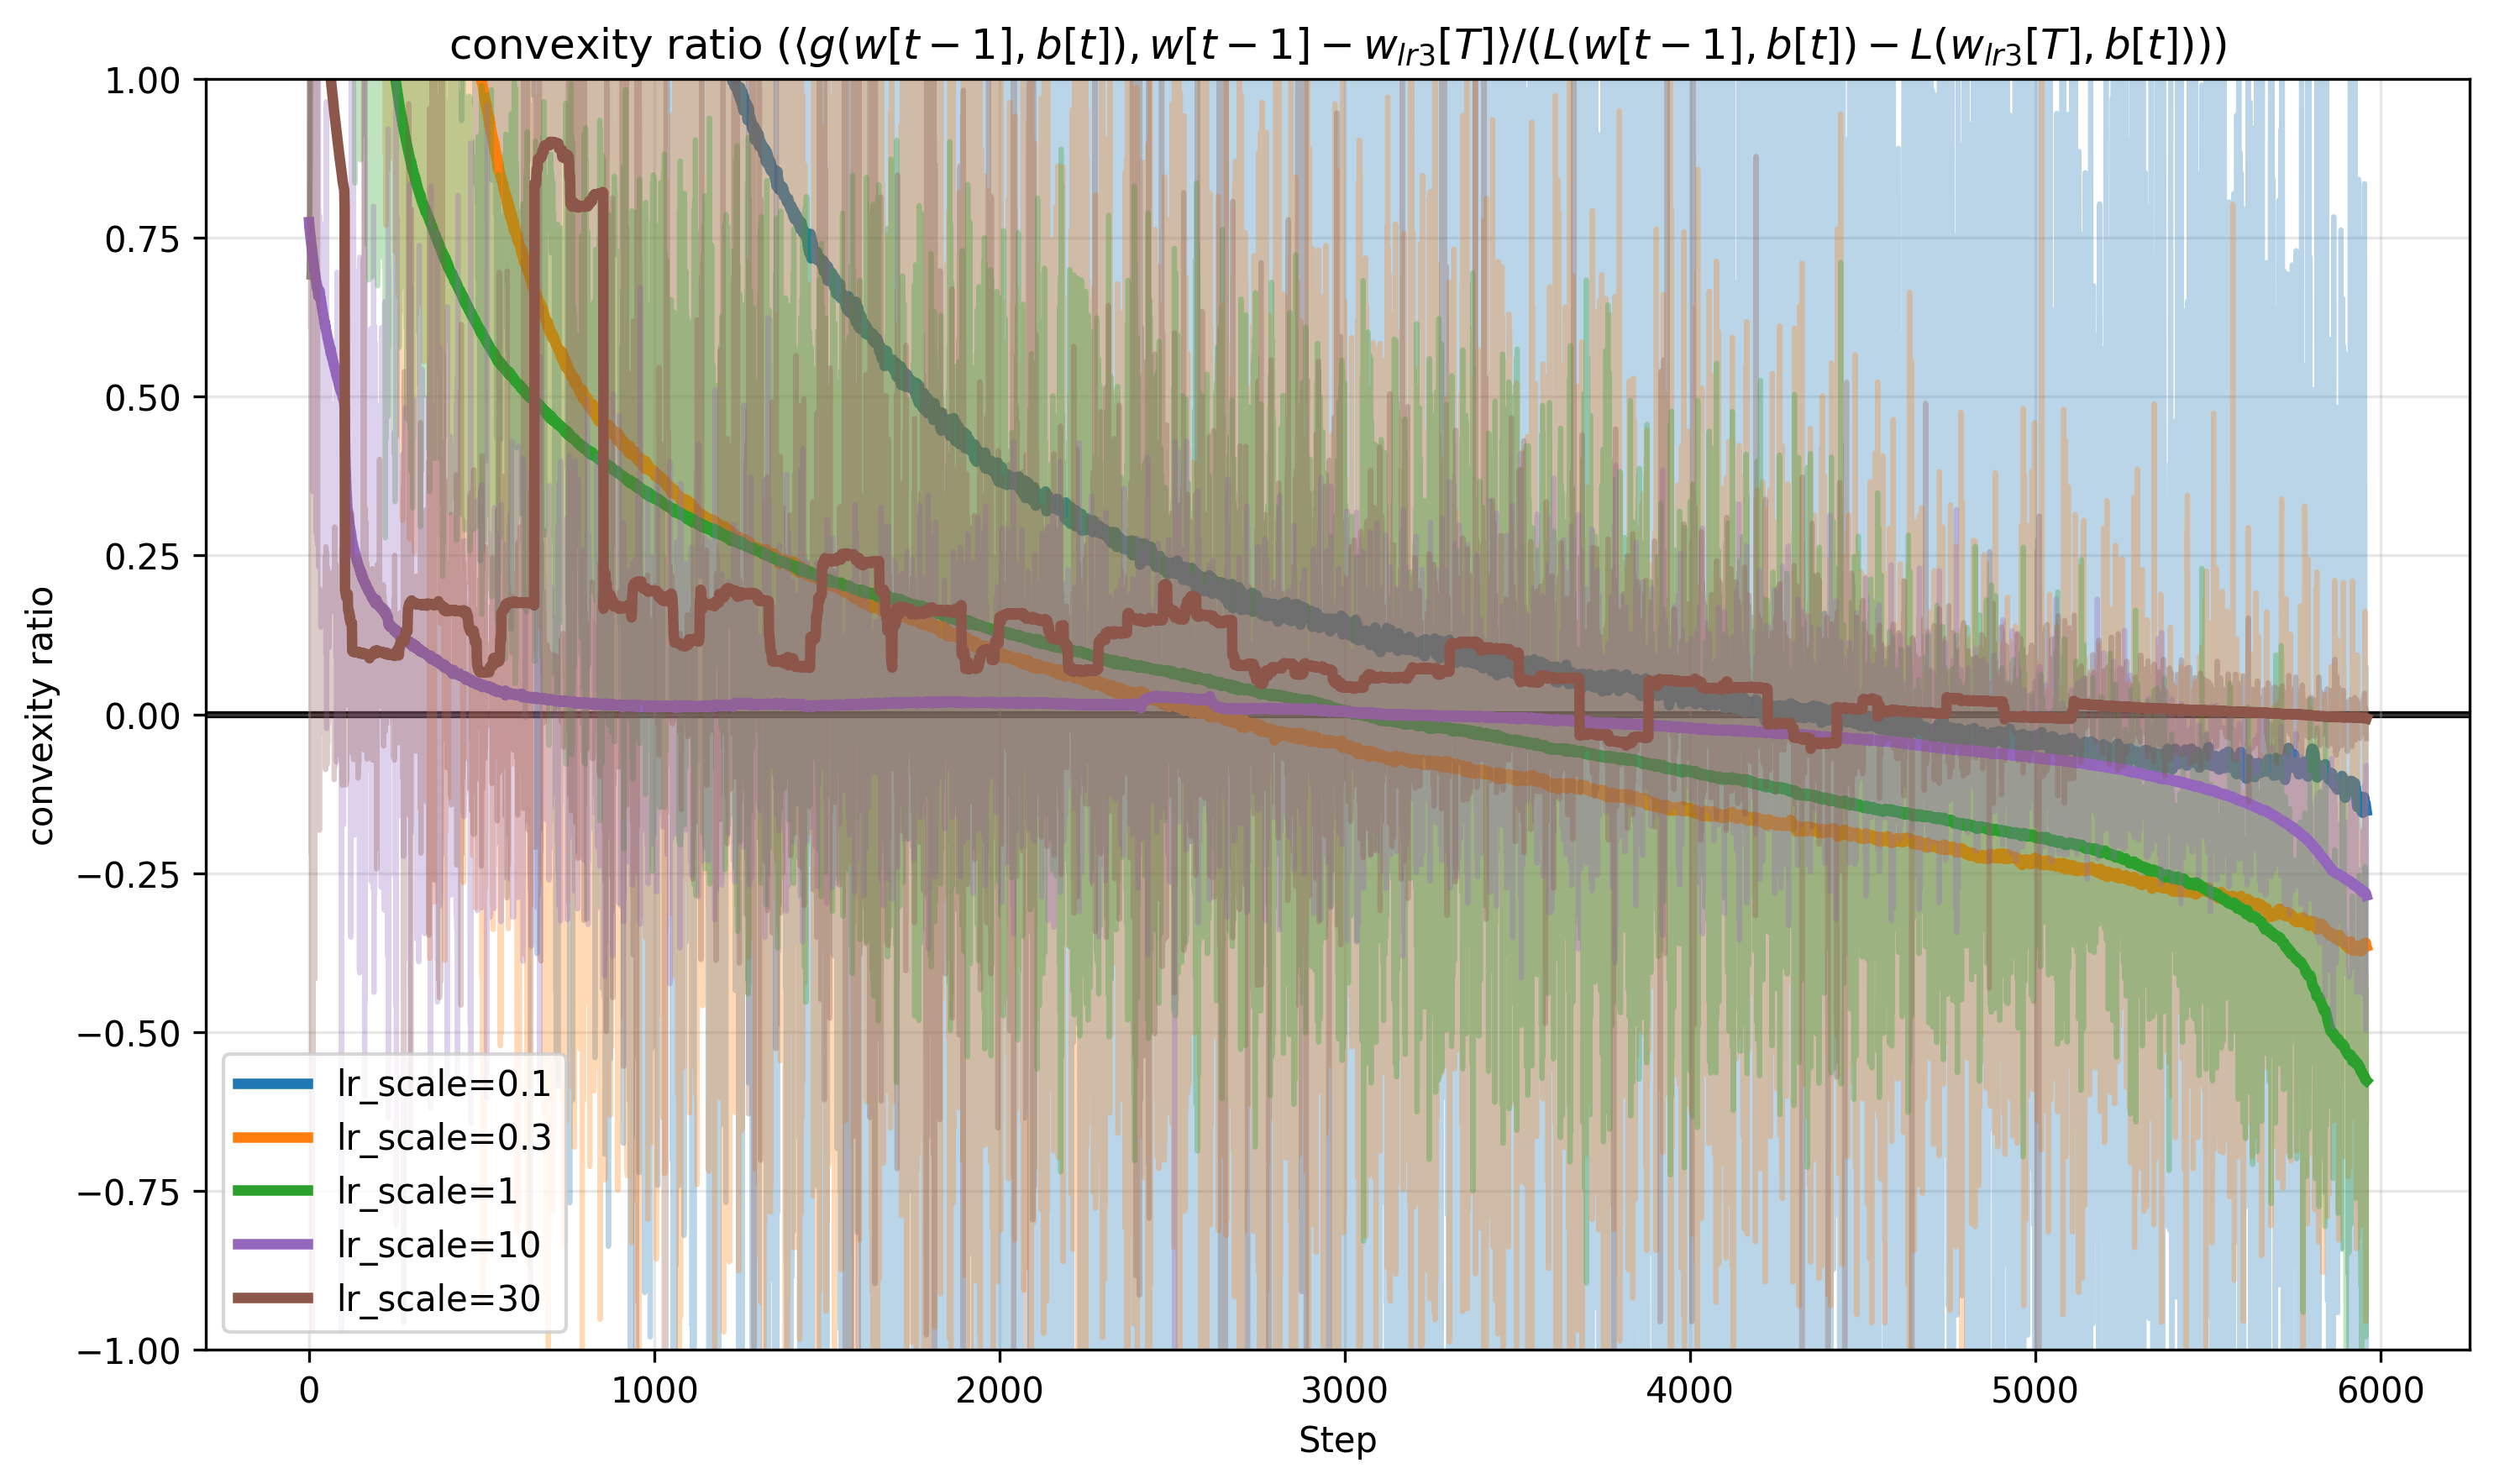 convexity ratio (⟨g(w[t − 1], b[t]), w[t − 1] − w_{lr3}[T]⟩/(L(w[t − 1], b[t]) − L(w_{lr3}[T], b[t])))
convexity ratio
1.00
0.75
0.50
0.25
0.00
−0.25
−0.50
−0.75
−1.00
lr_scale=0.1
lr_scale=0.3
lr_scale=1
lr_scale=10
lr_scale=30
0 1000 2000 3000 4000 5000 6000
Step